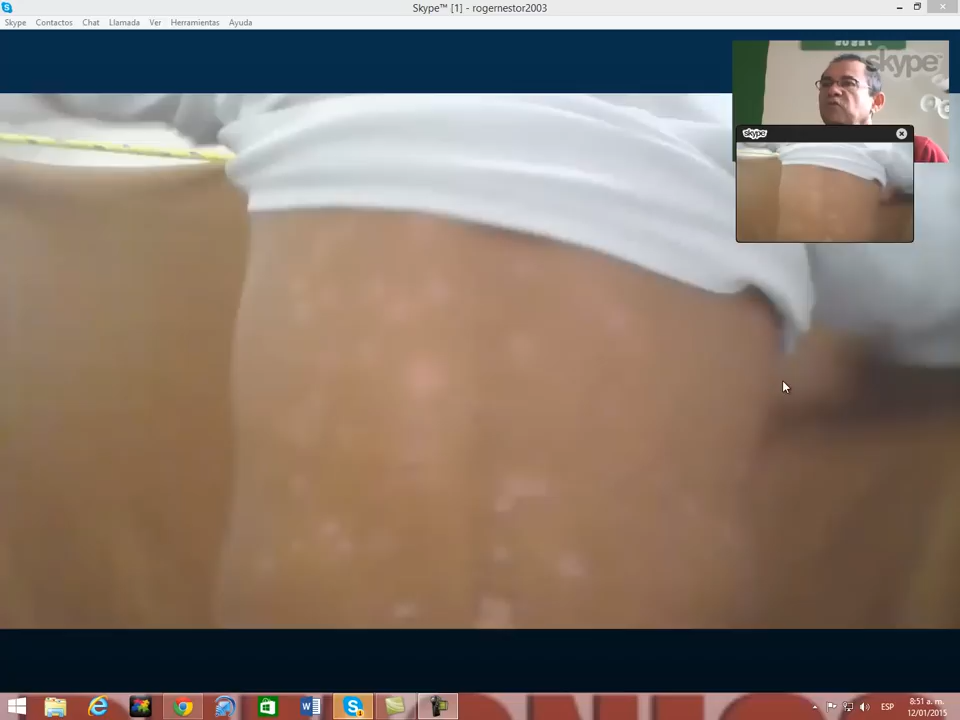 Skype™ [1] - rogernestor2003
Skype Contactos Chat Llamada Ver Herramientas Ayuda
skype
skype
ESP
8:51 a. m.
12/01/2015